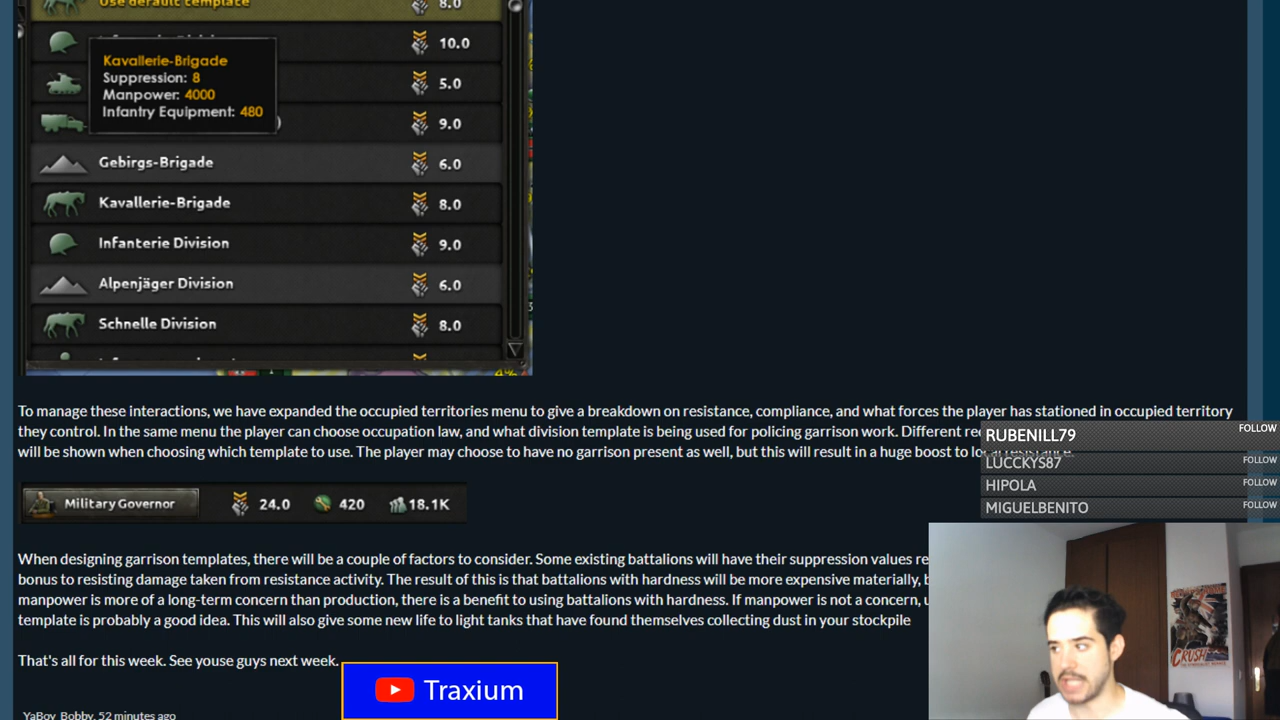 Use default template 8.0
10.0
Kavallerie-Brigade
Suppression: 8
5.0
Manpower: 4000
Infantry Equipment: 480
) 9.0
Gebirgs-Brigade 6.0
Kavallerie-Brigade 8.0
Infanterie Division 9.0
Alpenjäger Division 6.0
Schnelle Division 8.0
To manage these interactions, we have expanded the occupied territories menu to give a breakdown on resistance, compliance, and what forces the player has stationed in occupied territory
they control. In the same menu the player can choose occupation law, and what division template is being used for policing garrison work. Different
will be shown when choosing which template to use. The player may choose to have no garrison present as well, but this will result in a huge boost to local resistance.
RUBENILL79 FOLLOW
LUCCKYS87 FOLLOW
HIPOLA FOLLOW
MIGUELBENITO FOLLOW
Military Governor 24.0 420 18.1K
When designing garrison templates, there will be a couple of factors to consider. Some existing battalions will have their suppression values
bonus to resisting damage taken from resistance activity. The result of this is that battalions with hardness will be more expensive materially,
manpower is more of a long-term concern than production, there is a benefit to using battalions with hardness. If manpower is not a concern,
template is probably a good idea. This will also give some new life to light tanks that have found themselves collecting dust in your stockpile
That's all for this week. See youse guys next week.
Traxium
YaBoy_Bobby, 52 minutes ago
CRUSH